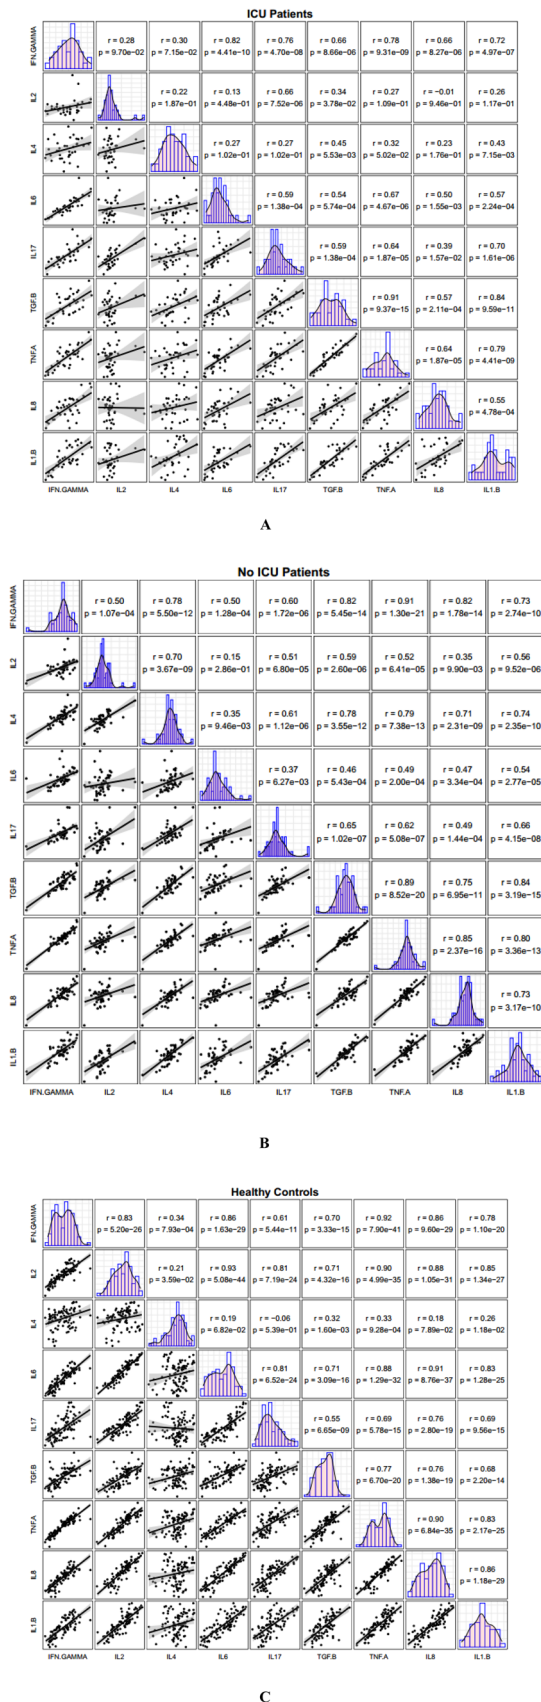 ICU Patients
IFN.GAMMA
r = 0.28
p = 9.70e−02
r = 0.30
p = 7.15e−02
r = 0.82
p = 4.41e−10
r = 0.76
p = 4.70e−08
r = 0.66
p = 8.66e−06
r = 0.78
p = 9.31e−09
r = 0.66
p = 8.27e−06
r = 0.72
p = 4.97e−07
IL2
r = 0.22
p = 1.87e−01
r = 0.13
p = 4.48e−01
r = 0.66
p = 7.52e−06
r = 0.34
p = 3.78e−02
r = 0.27
p = 1.09e−01
r = −0.01
p = 9.46e−01
r = 0.26
p = 1.17e−01
IL4
r = 0.27
p = 1.02e−01
r = 0.27
p = 1.02e−01
r = 0.45
p = 5.53e−03
r = 0.32
p = 5.02e−02
r = 0.23
p = 1.76e−01
r = 0.43
p = 7.15e−03
IL6
r = 0.59
p = 1.38e−04
r = 0.54
p = 5.74e−04
r = 0.67
p = 4.67e−06
r = 0.50
p = 1.55e−03
r = 0.57
p = 2.24e−04
IL17
r = 0.59
p = 1.38e−04
r = 0.64
p = 1.87e−05
r = 0.39
p = 1.57e−02
r = 0.70
p = 1.61e−06
TGF.B
r = 0.91
p = 9.37e−15
r = 0.57
p = 2.11e−04
r = 0.84
p = 9.59e−11
TNF.A
r = 0.64
p = 1.87e−05
r = 0.79
p = 4.41e−09
IL8
r = 0.55
p = 4.78e−04
IL1.B
IFN.GAMMA IL2 IL4 IL6 IL17 TGF.B TNF.A IL8 IL1.B
A
No ICU Patients
IFN.GAMMA
r = 0.50
p = 1.07e−04
r = 0.78
p = 5.50e−12
r = 0.50
p = 1.28e−04
r = 0.60
p = 1.72e−06
r = 0.82
p = 5.45e−14
r = 0.91
p = 1.30e−21
r = 0.82
p = 1.78e−14
r = 0.73
p = 2.74e−10
IL2
r = 0.70
p = 3.67e−09
r = 0.15
p = 2.86e−01
r = 0.51
p = 6.80e−05
r = 0.59
p = 2.60e−06
r = 0.52
p = 6.41e−05
r = 0.35
p = 9.90e−03
r = 0.56
p = 9.52e−06
IL4
r = 0.35
p = 9.46e−03
r = 0.61
p = 1.12e−06
r = 0.78
p = 3.55e−12
r = 0.79
p = 7.38e−13
r = 0.71
p = 2.31e−09
r = 0.74
p = 2.35e−10
IL6
r = 0.37
p = 6.27e−03
r = 0.46
p = 5.43e−04
r = 0.49
p = 2.00e−04
r = 0.47
p = 3.34e−04
r = 0.54
p = 2.77e−05
IL17
r = 0.65
p = 1.02e−07
r = 0.62
p = 5.08e−07
r = 0.49
p = 1.44e−04
r = 0.66
p = 4.15e−08
TGF.B
r = 0.89
p = 8.52e−20
r = 0.75
p = 6.95e−11
r = 0.84
p = 3.19e−15
TNF.A
r = 0.85
p = 2.37e−16
r = 0.80
p = 3.36e−13
IL8
r = 0.73
p = 3.17e−10
IL1.B
IFN.GAMMA IL2 IL4 IL6 IL17 TGF.B TNF.A IL8 IL1.B
B
Healthy Controls
IFN.GAMMA
r = 0.83
p = 5.20e−26
r = 0.34
p = 7.93e−04
r = 0.86
p = 1.63e−29
r = 0.61
p = 5.44e−11
r = 0.70
p = 3.33e−15
r = 0.92
p = 7.90e−41
r = 0.86
p = 9.60e−29
r = 0.78
p = 1.10e−20
IL2
r = 0.21
p = 3.59e−02
r = 0.93
p = 5.08e−44
r = 0.81
p = 7.19e−24
r = 0.71
p = 4.32e−16
r = 0.90
p = 4.99e−35
r = 0.88
p = 1.05e−31
r = 0.85
p = 1.34e−27
IL4
r = 0.19
p = 6.82e−02
r = −0.06
p = 5.39e−01
r = 0.32
p = 1.60e−03
r = 0.33
p = 9.28e−04
r = 0.18
p = 7.89e−02
r = 0.26
p = 1.18e−02
IL6
r = 0.81
p = 6.52e−24
r = 0.71
p = 3.09e−16
r = 0.88
p = 1.29e−32
r = 0.91
p = 8.76e−37
r = 0.83
p = 1.28e−25
IL17
r = 0.55
p = 6.65e−09
r = 0.69
p = 5.78e−15
r = 0.76
p = 2.80e−19
r = 0.69
p = 9.56e−15
TGF.B
r = 0.77
p = 6.70e−20
r = 0.76
p = 1.38e−19
r = 0.68
p = 2.20e−14
TNF.A
r = 0.90
p = 6.84e−35
r = 0.83
p = 2.17e−25
IL8
r = 0.86
p = 1.18e−29
IL1.B
IFN.GAMMA IL2 IL4 IL6 IL17 TGF.B TNF.A IL8 IL1.B
C